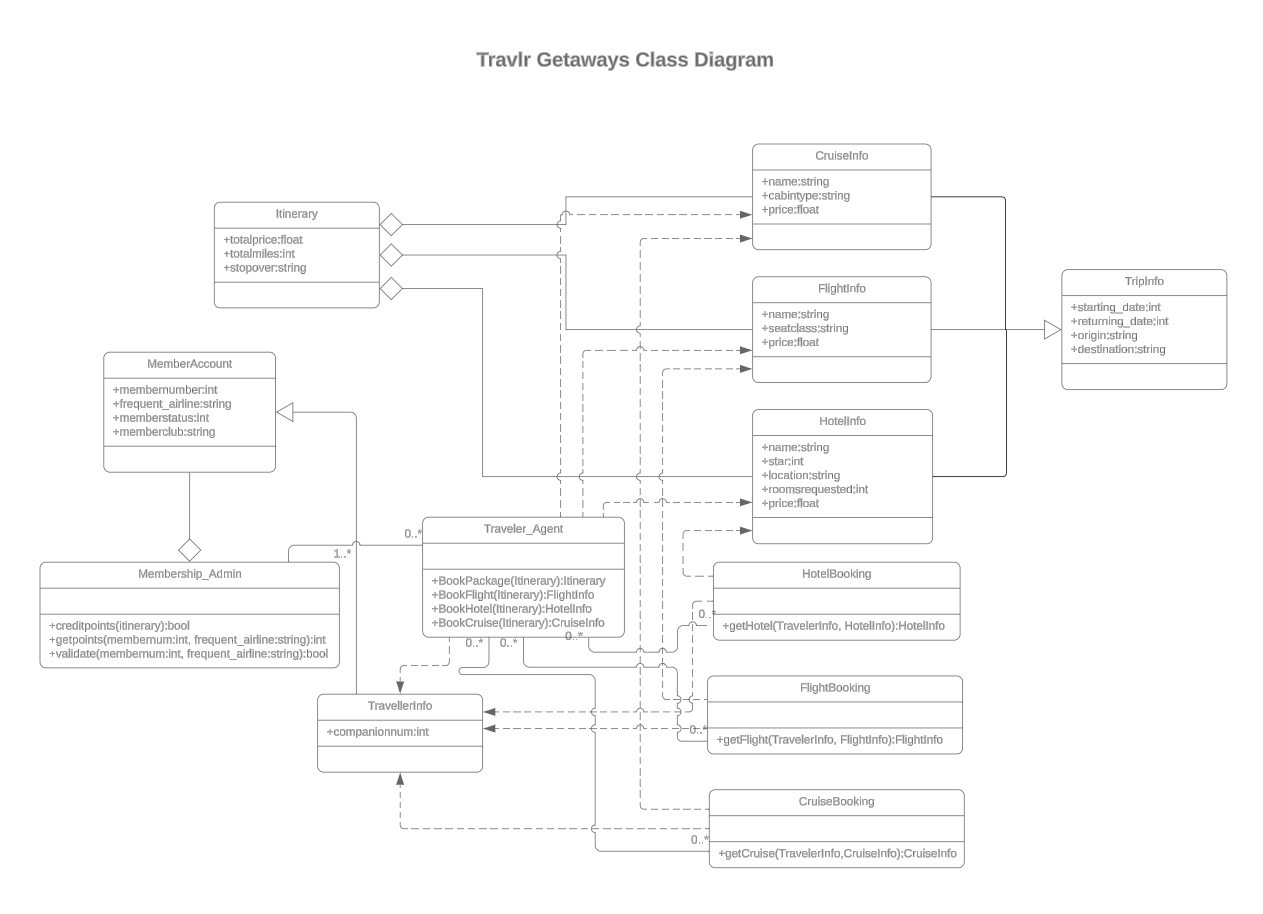 Travlr Getaways Class Diagram
CruiseInfo
+name:string
+cabintype:string
+price:float
Itinerary
+totalprice:float
+totalmiles:int
+stopover:string
FlightInfo
+name:string
+seatclass:string
+price:float
TripInfo
+starting_date:int
+returning_date:int
+origin:string
+destination:string
MemberAccount
+membernumber:int
+frequent_airline:string
+memberstatus:int
+memberclub:string
HotelInfo
+name:string
+star:int
+location:string
+roomsrequested:int
+price:float
Traveler_Agent
+BookPackage(Itinerary):Itinerary
+BookFlight(Itinerary):FlightInfo
+BookHotel(Itinerary):HotelInfo
+BookCruise(Itinerary):CruiseInfo
0..*
1..*
0..*
0..*
0..*
Membership_Admin
+creditpoints(itinerary):bool
+getpoints(membernum:int, frequent_airline:string):int
+validate(membernum:int, frequent_airline:string):bool
HotelBooking
0..*
+getHotel(TravelerInfo, HotelInfo):HotelInfo
TravellerInfo
+companionnum:int
FlightBooking
0..*
+getFlight(TravelerInfo, FlightInfo):FlightInfo
CruiseBooking
0..*
+getCruise(TravelerInfo,CruiseInfo):CruiseInfo